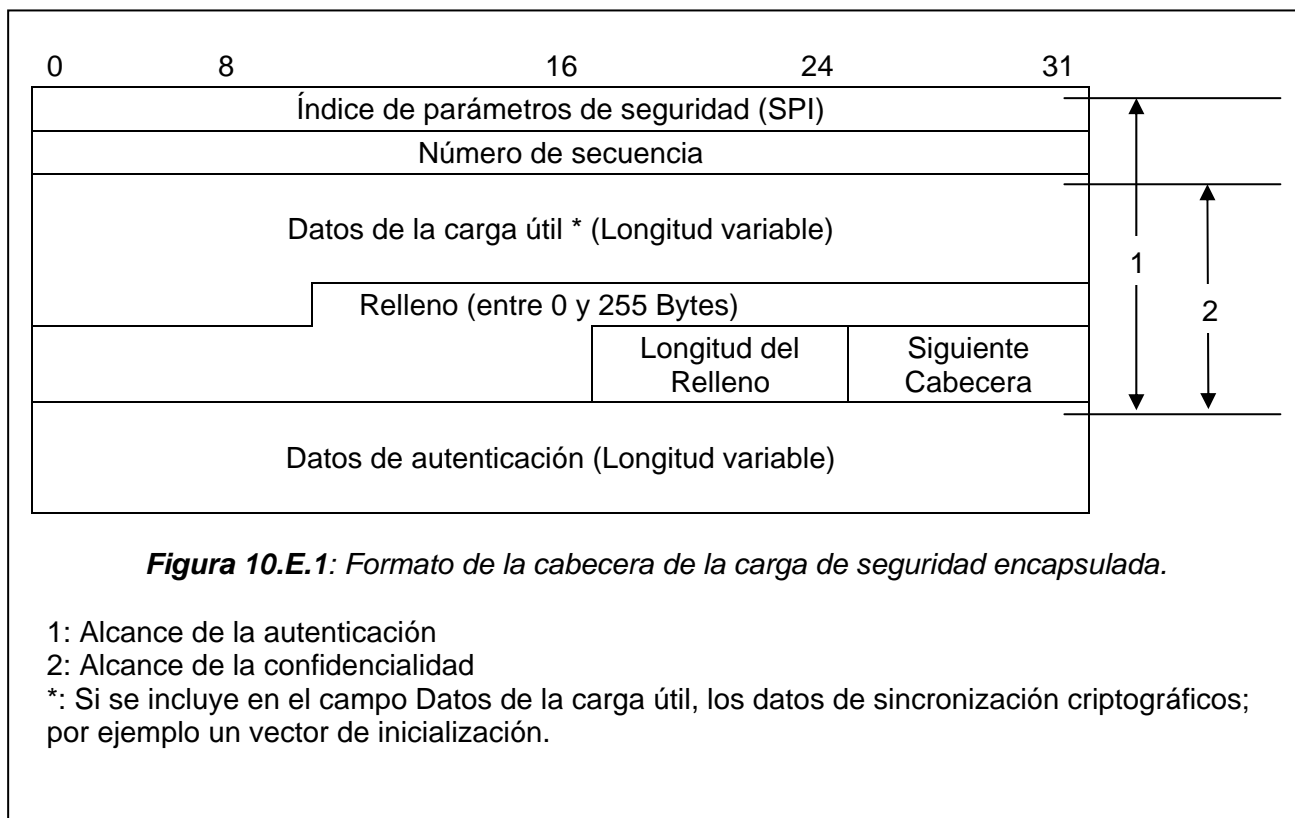 0 8 16 24 31
Índice de parámetros de seguridad (SPI)
Número de secuencia
Datos de la carga útil * (Longitud variable)
1
Relleno (entre 0 y 255 Bytes)
2
Longitud del
Relleno
Siguiente
Cabecera
Datos de autenticación (Longitud variable)
Figura 10.E.1: Formato de la cabecera de la carga de seguridad encapsulada.
1: Alcance de la autenticación
2: Alcance de la confidencialidad
*: Si se incluye en el campo Datos de la carga útil, los datos de sincronización criptográficos;
por ejemplo un vector de inicialización.